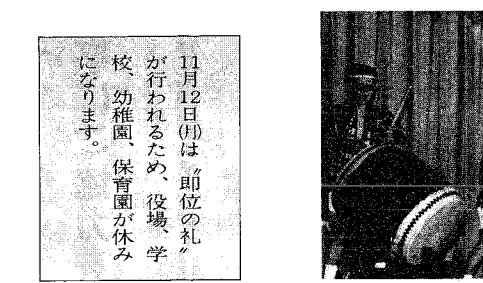 11月12日㈪は〝即位の礼〟
が行われるため、役場、学
校、幼稚園、保育園が休み
になります。